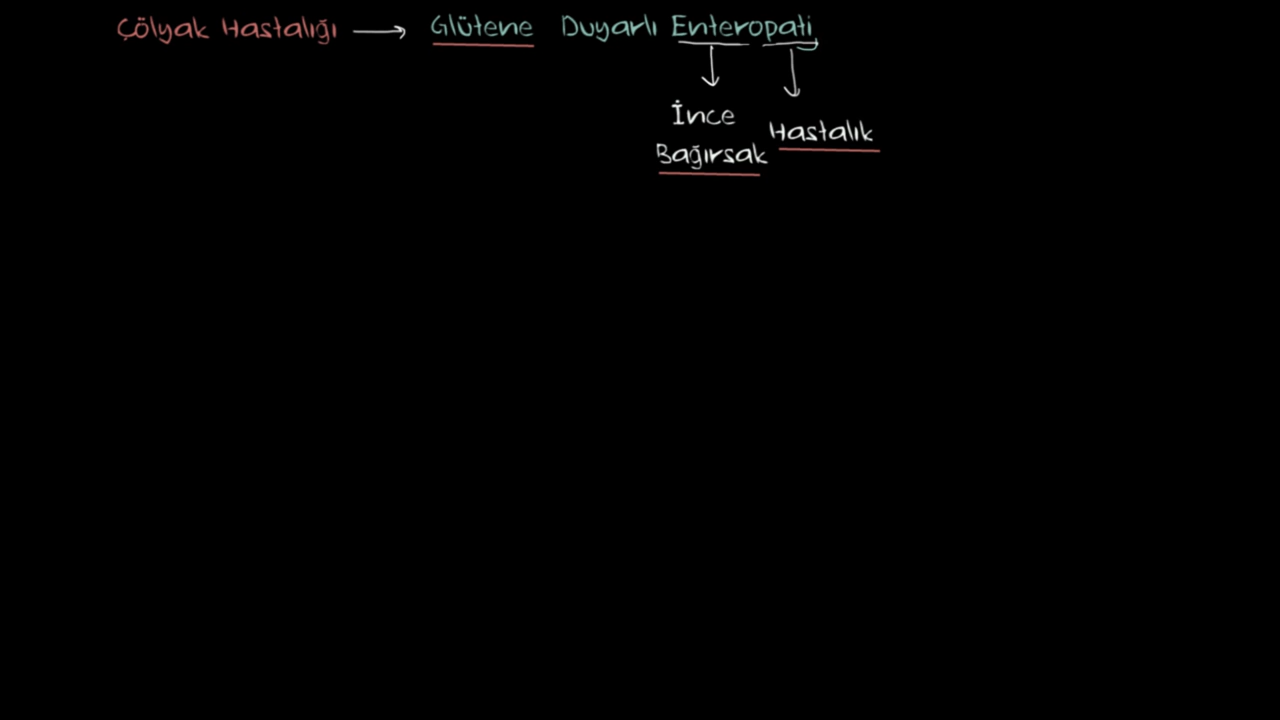 Çölyak Hastalığı → Glütene Duyarlı Enteropati
İnce
Bağırsak
Hastalık